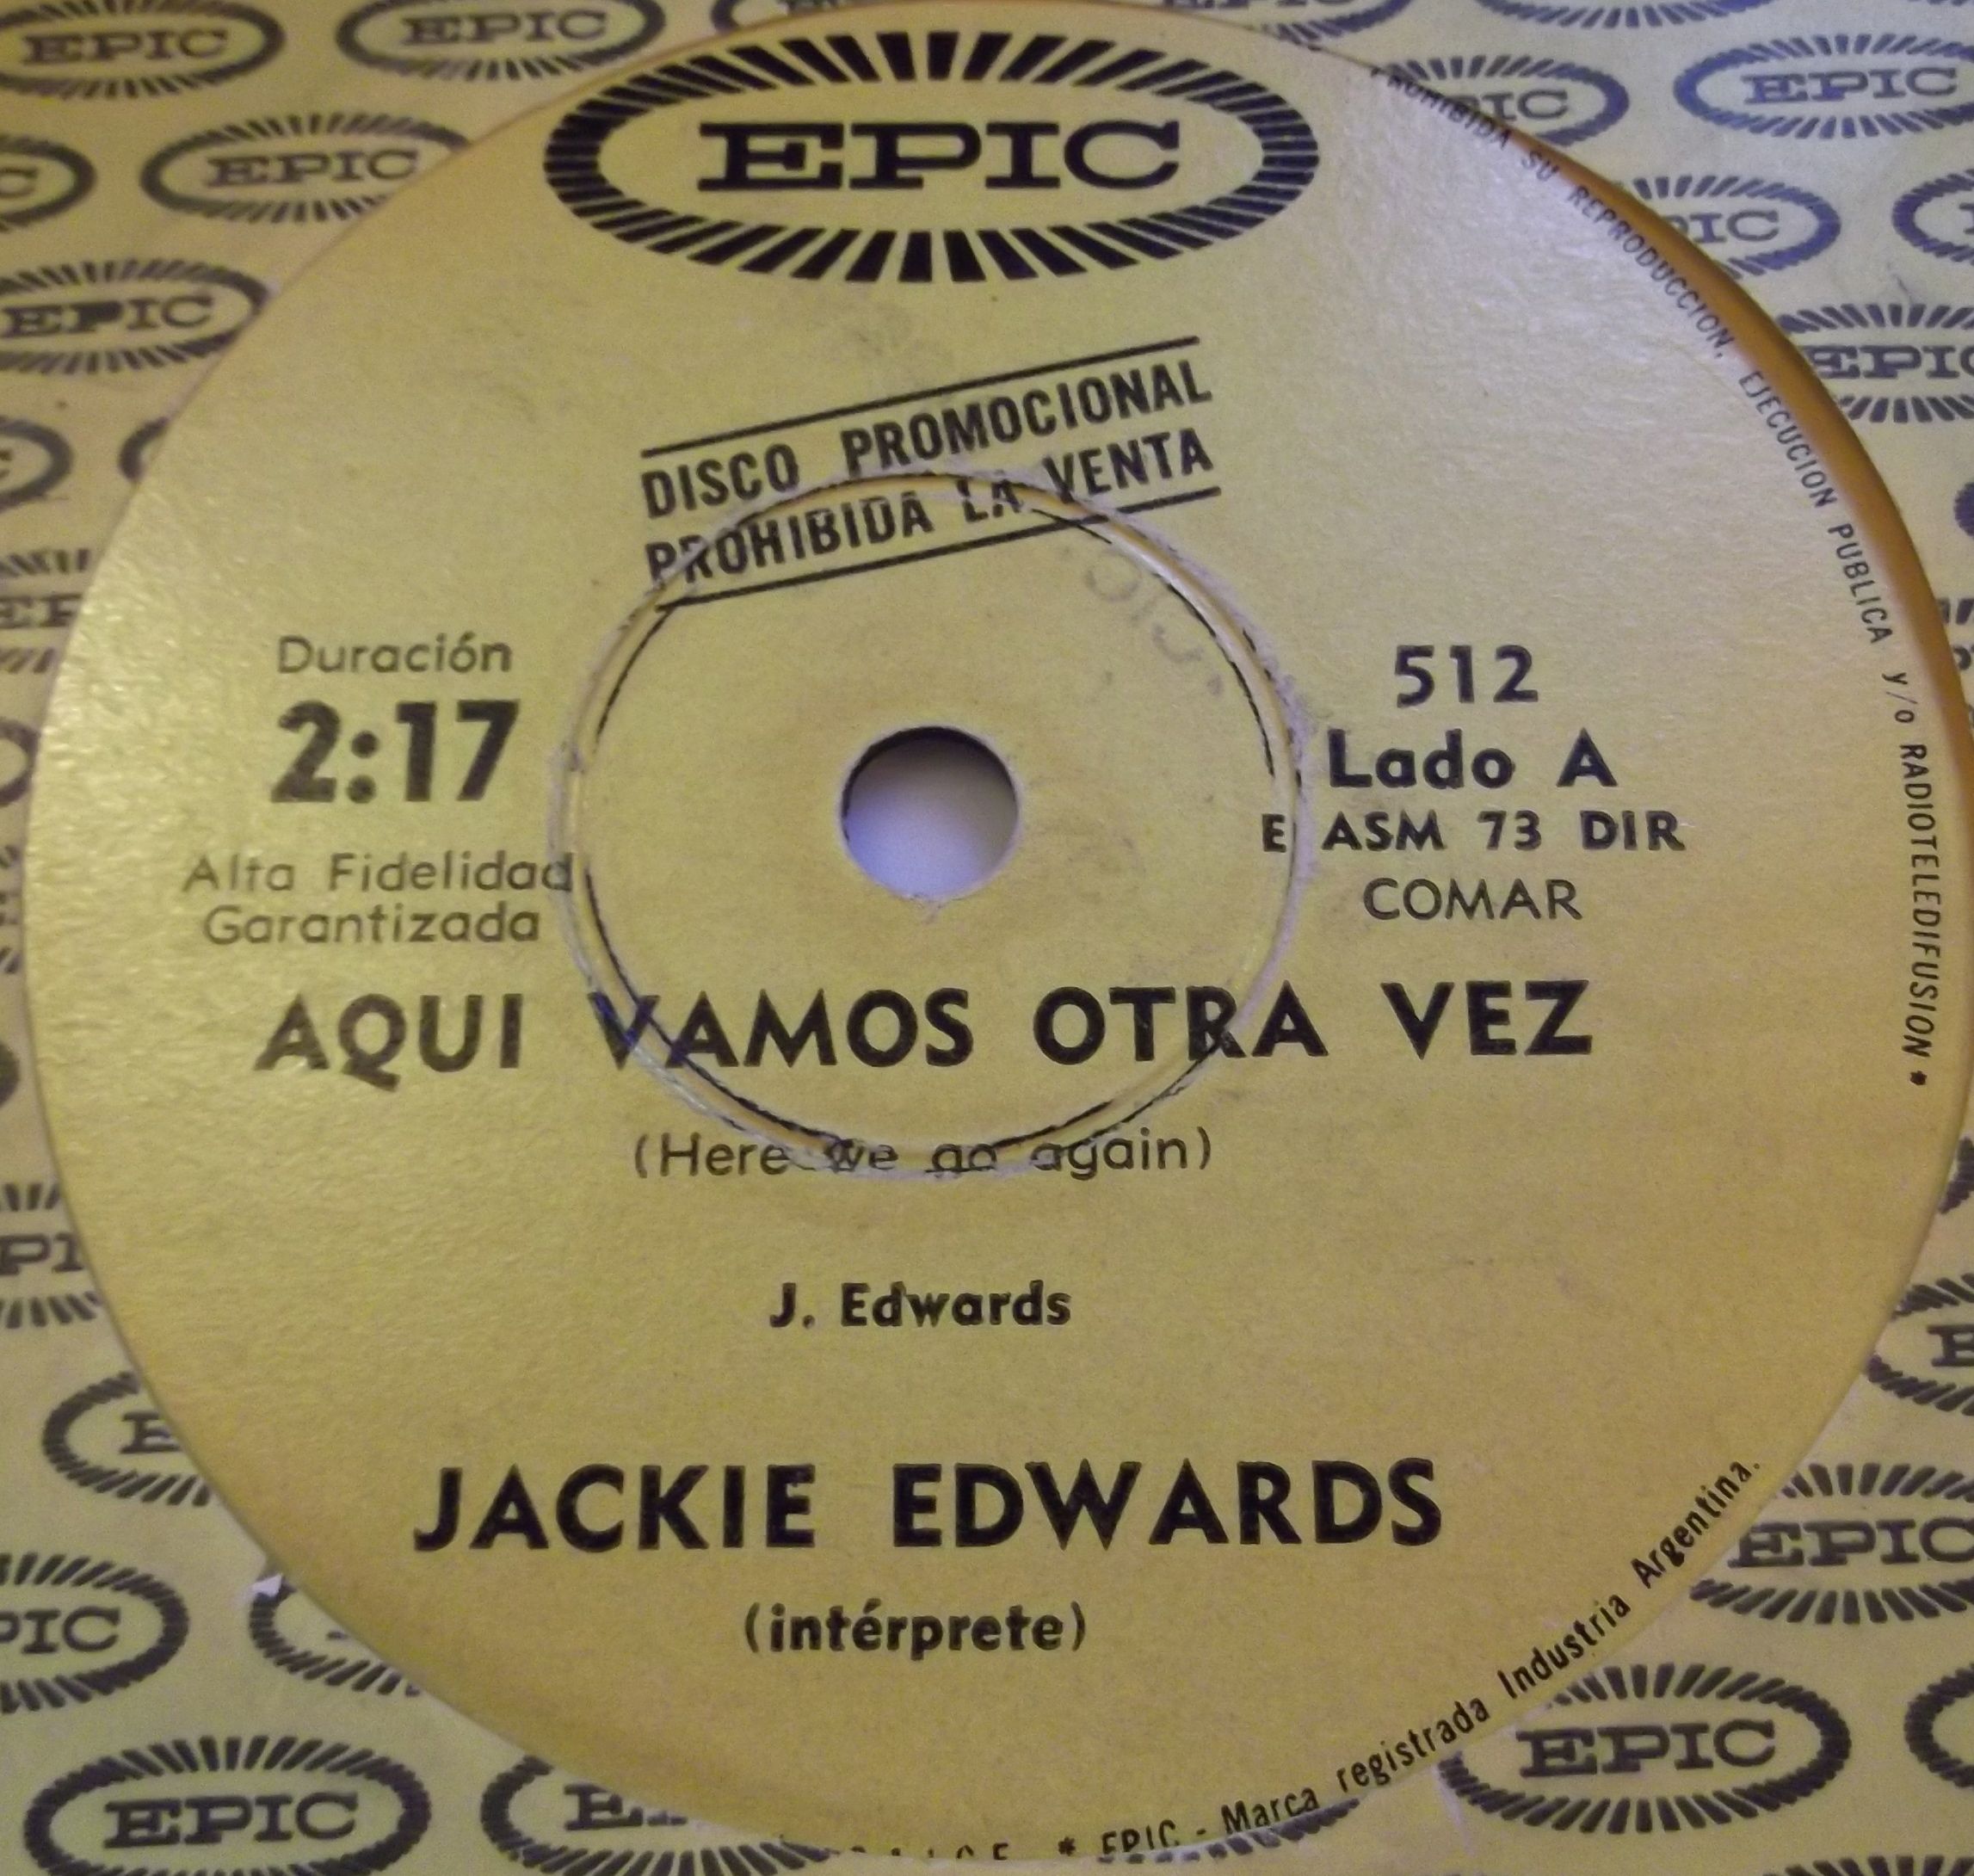 EPIC
DISCO PROMOCIONAL
PROHIBIDA LA VENTA
Duración
2:17
Alta Fidelidad
Garantizada
512
Lado A
E ASM 73 DIR
COMAR
AQUI VAMOS OTRA VEZ
(Here we go again)
J. Edwards
JACKIE EDWARDS
(intérprete)
PROHIBIDA SU REPRODUCCION, EJECUCION PUBLICA y/o RADIOTELEDIFUSION *
* EPIC - Marca registrada Industria Argentina.